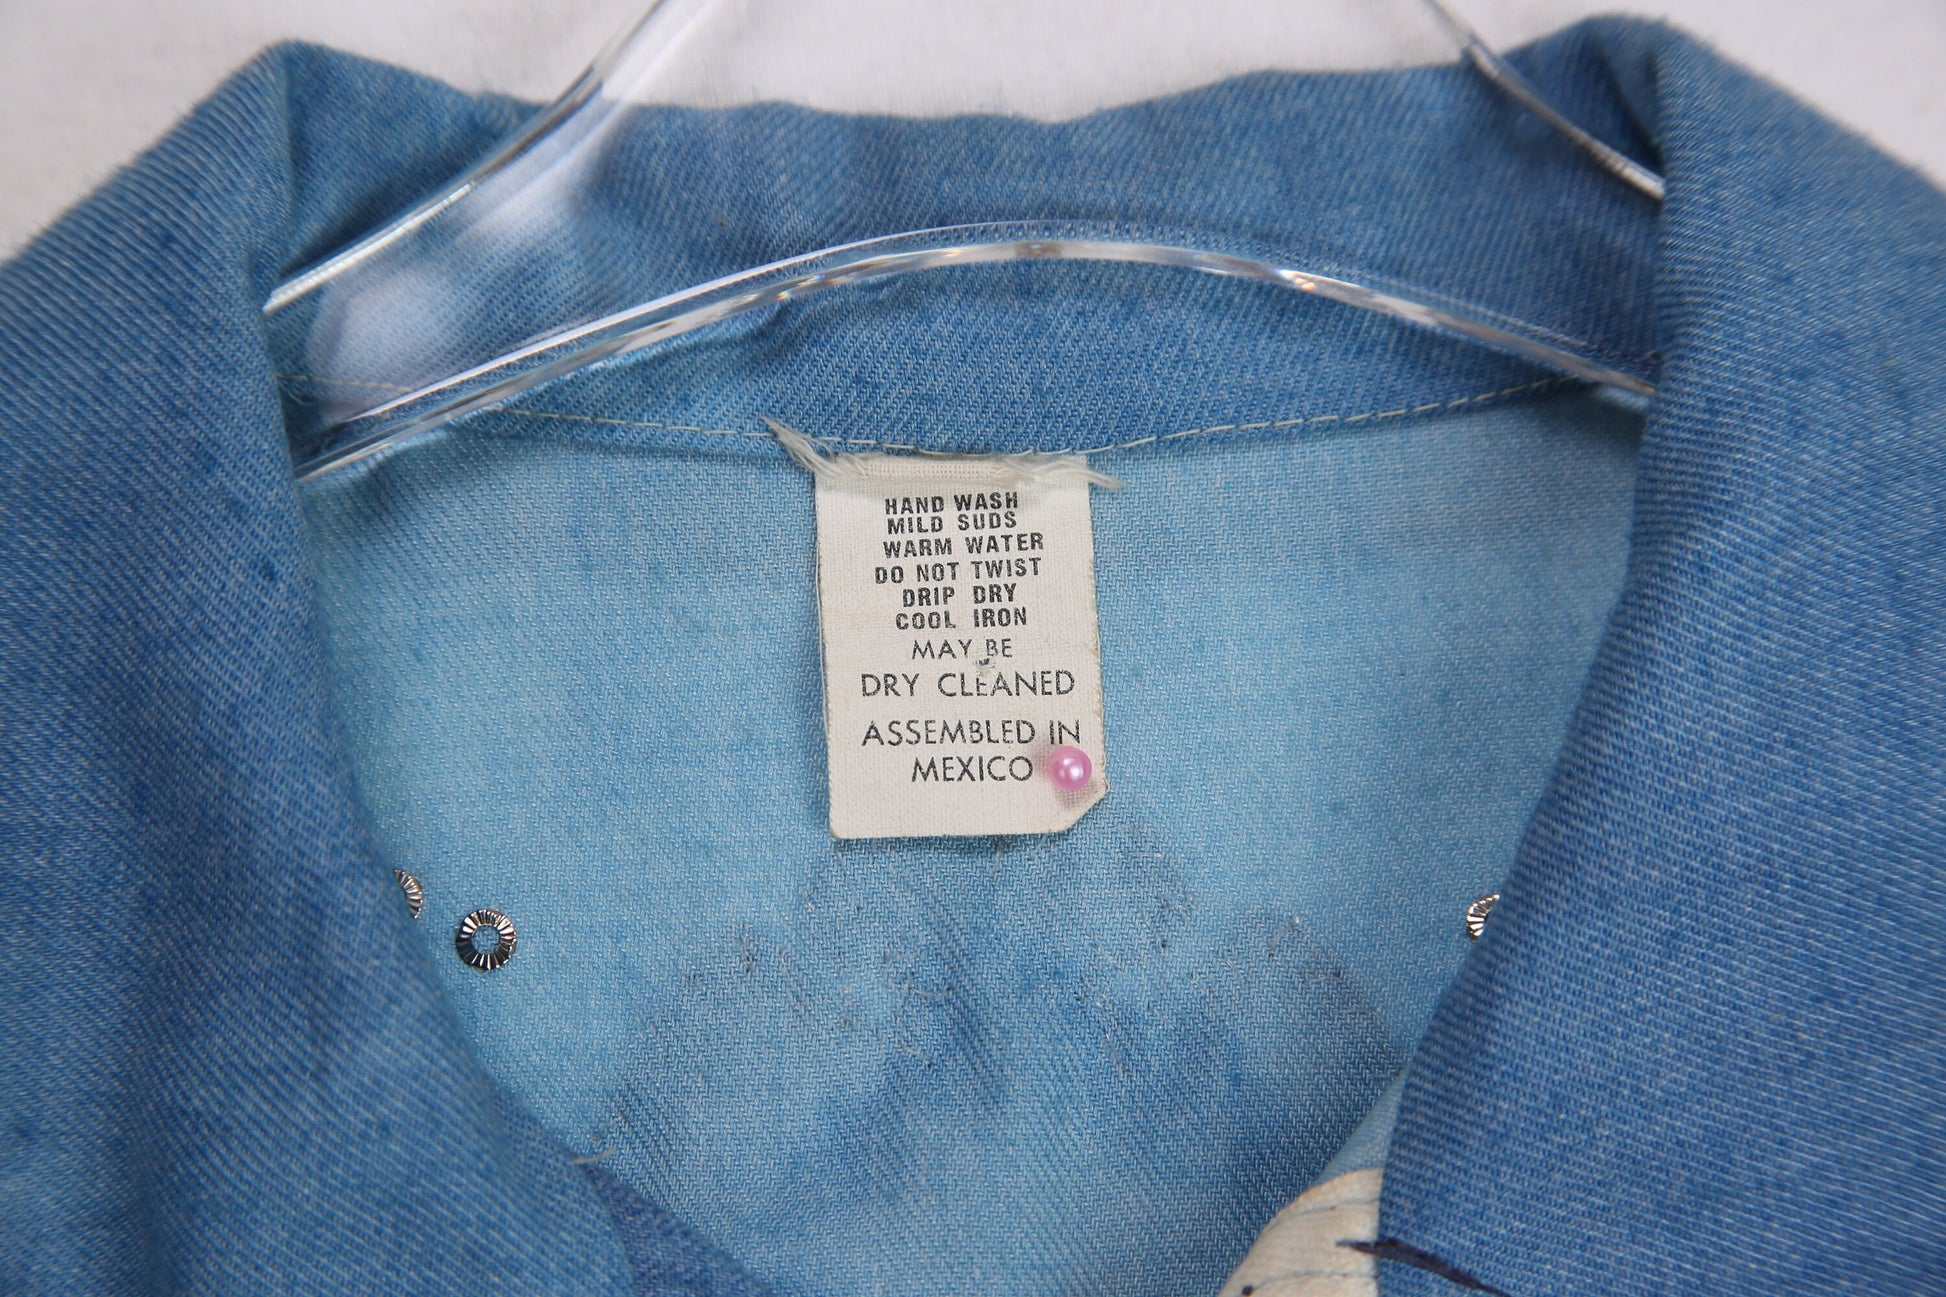 HAND WASH
MILD SUDS
WARM WATER
DO NOT TWIST
DRIP DRY
COOL IRON
MAY BE
DRY CLEANED
ASSEMBLED IN
MEXICO